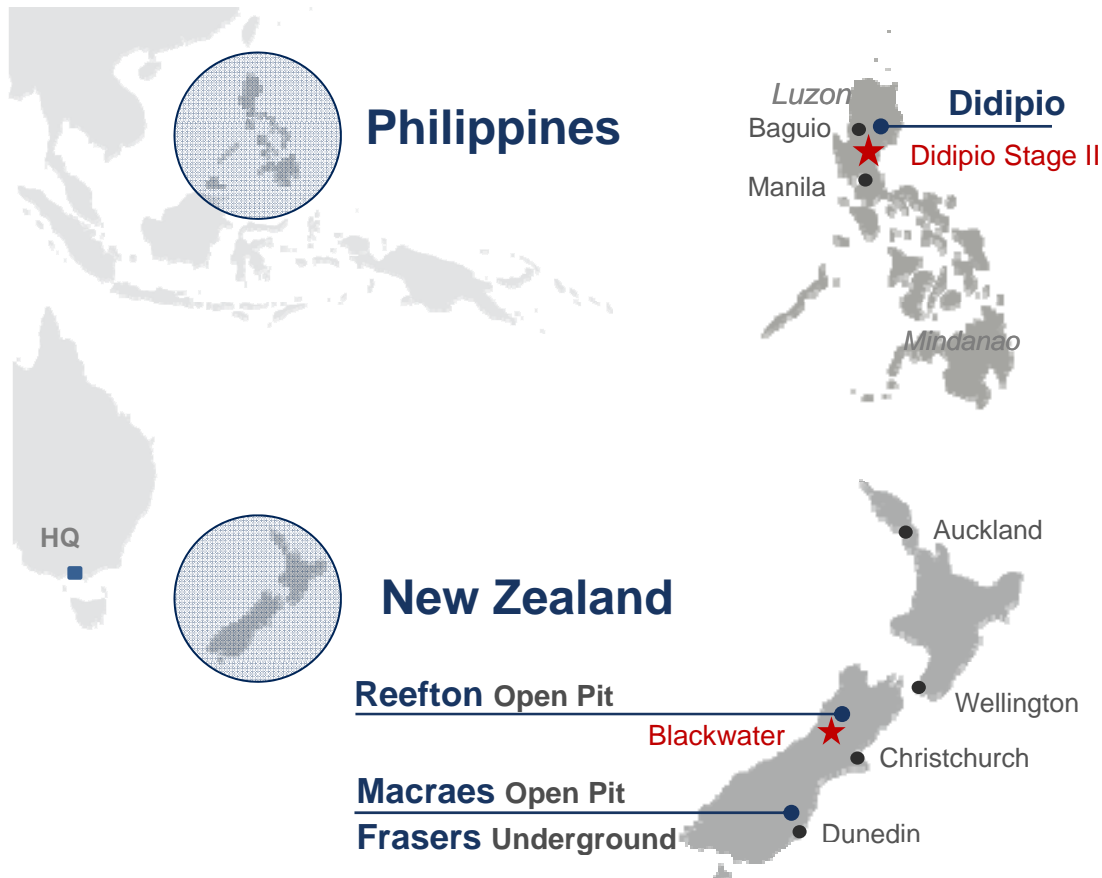 Philippines
Luzon
Didipio
Baguio
Didipio Stage II
Manila
Mindanao
HQ
New Zealand
Auckland
Reefton Open Pit
Wellington
Blackwater
Christchurch
Macraes Open Pit
Frasers Underground
Dunedin